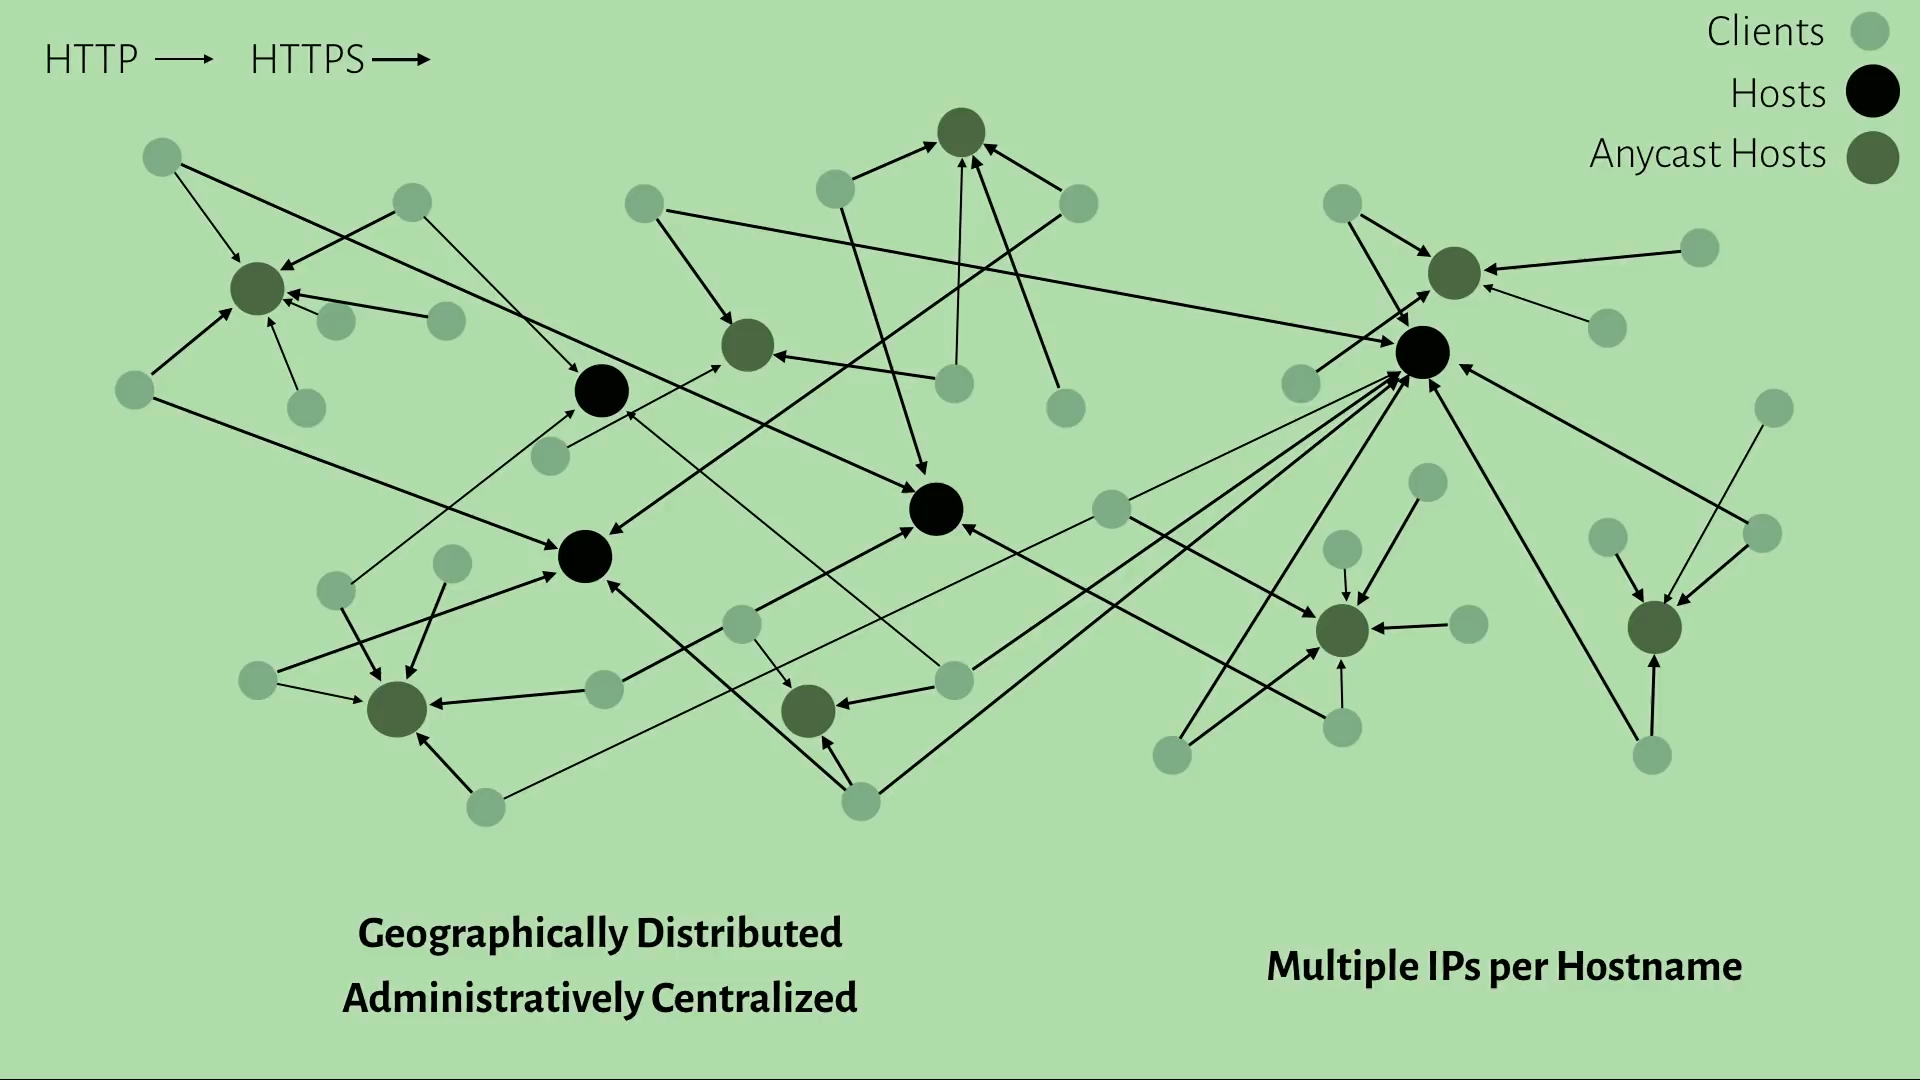 HTTP
HTTPS
Clients
Hosts
Anycast Hosts
Geographically Distributed
Administratively Centralized
Multiple IPs per Hostname